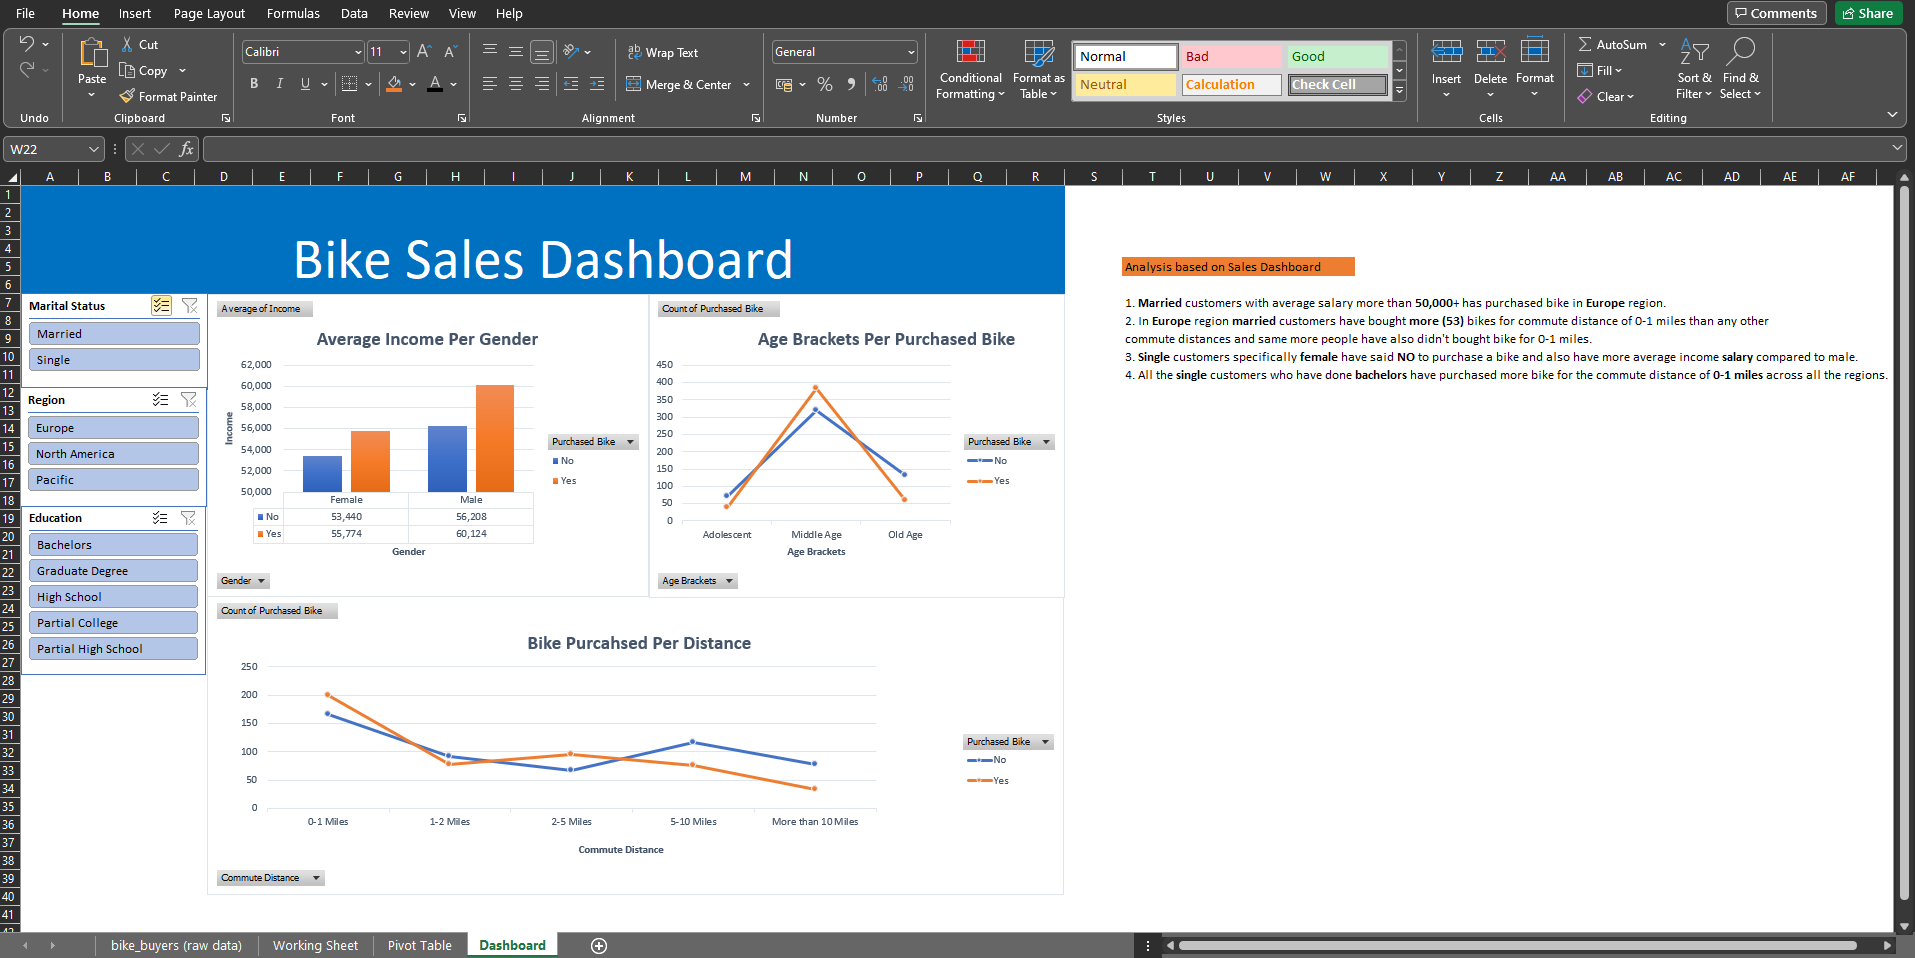 File Home Insert Page Layout Formulas Data Review View Help Comments Share
Cut
Copy
Format Painter
Paste
Undo
Clipboard
Calibri 11
B I U
Font
Wrap Text
Merge & Center
Alignment
General
Number
Conditional Formatting
Format as Table
Normal Bad Good
Neutral Calculation Check Cell
Styles
Insert Delete Format
Cells
AutoSum
Fill
Clear
Sort & Filter
Find & Select
Editing
W22 fx
A B C D E F G H I J K L M N O P Q R S T U V W X Y Z AA AB AC AD AE AF
1
2
3
4
5
6
7
8
9
10
11
12
13
14
15
16
17
18
19
20
21
22
23
24
25
26
27
28
29
30
31
32
33
34
35
36
37
38
39
40
41
42
Bike Sales Dashboard
Marital Status
Married
Single
Region
Europe
North America
Pacific
Education
Bachelors
Graduate Degree
High School
Partial College
Partial High School
Average of Income
Average Income Per Gender
62,000
60,000
58,000
56,000
54,000
52,000
50,000
Income
Female Male
No 53,440 56,208
Yes 55,774 60,124
Gender
Purchased Bike
No
Yes
Gender
Count of Purchased Bike
Age Brackets Per Purchased Bike
450
400
350
300
250
200
150
100
50
0
Adolescent Middle Age Old Age
Age Brackets
Purchased Bike
No
Yes
Age Brackets
Count of Purchased Bike
Bike Purcahsed Per Distance
250
200
150
100
50
0
0-1 Miles 1-2 Miles 2-5 Miles 5-10 Miles More than 10 Miles
Commute Distance
Purchased Bike
No
Yes
Commute Distance
Analysis based on Sales Dashboard
1. Married customers with average salary more than 50,000+ has purchased bike in Europe region.
2. In Europe region married customers have bought more (53) bikes for commute distance of 0-1 miles than any other
commute distances and same more people have also didn't bought bike for 0-1 miles.
3. Single customers specifically female have said NO to purchase a bike and also have more average income salary compared to male.
4. All the single customers who have done bachelors have purchased more bike for the commute distance of 0-1 miles across all the regions.
bike_buyers (raw data) Working Sheet Pivot Table Dashboard